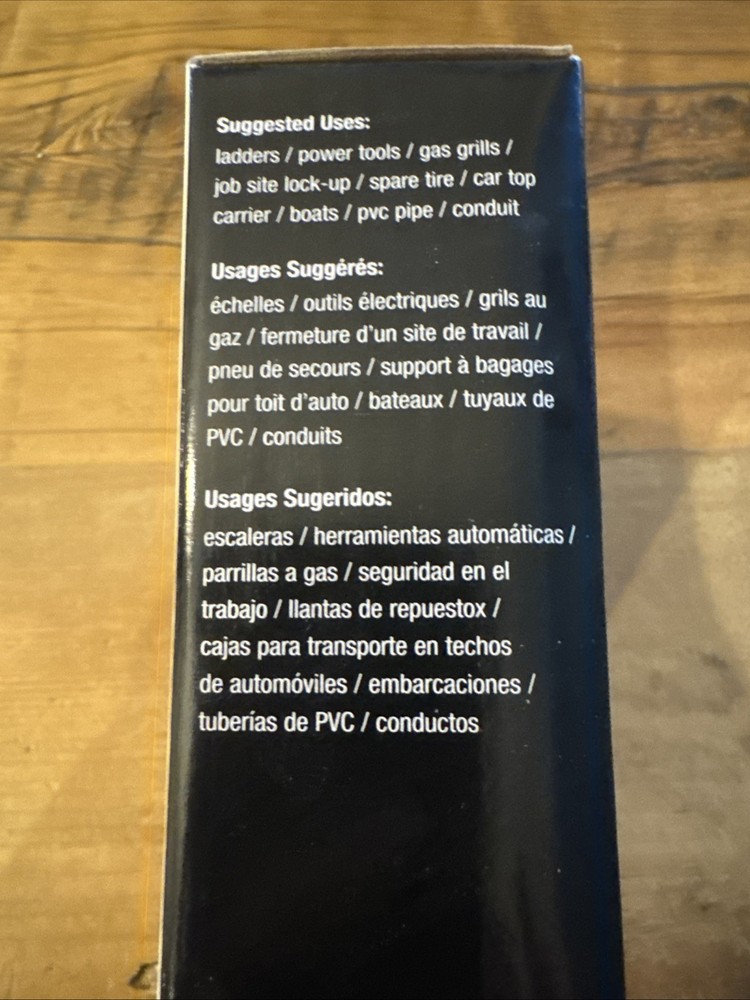 Suggested Uses:
ladders / power tools / gas grills /
job site lock-up / spare tire / car top
carrier / boats / pvc pipe / conduit
Usages Suggérés:
échelles / outils électriques / grils au
gaz / fermeture d'un site de travail /
pneu de secours / support à bagages
pour toit d'auto / bateaux / tuyaux de
PVC / conduits
Usages Sugeridos:
escaleras / herramientas automáticas /
parrillas a gas / seguridad en el
trabajo / llantas de repuestox /
cajas para transporte en techos
de automóviles / embarcaciones /
tuberías de PVC / conductos